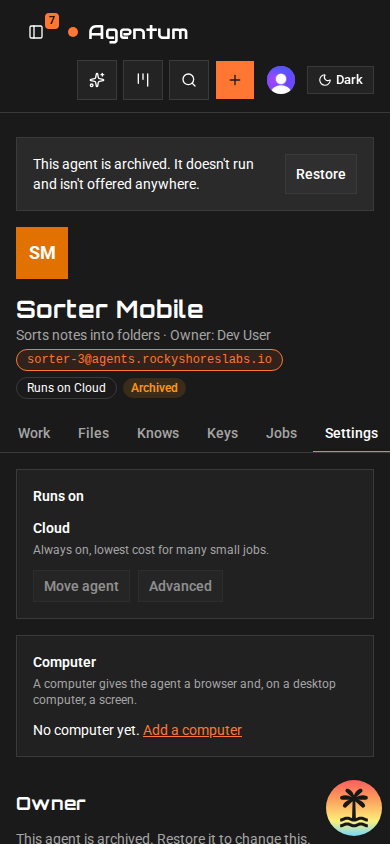 7
Agentum
Dark
This agent is archived. It doesn't run
and isn't offered anywhere.
Restore
SM
Sorter Mobile
Sorts notes into folders · Owner: Dev User
sorter-3@agents.rockyshoreslabs.io
Runs on Cloud
Archived
Work Files Knows Keys Jobs Settings
Runs on
Cloud
Always on, lowest cost for many small jobs.
Move agent
Advanced
Computer
A computer gives the agent a browser and, on a desktop
computer, a screen.
No computer yet. Add a computer
Owner
This agent is archived. Restore it to change this.